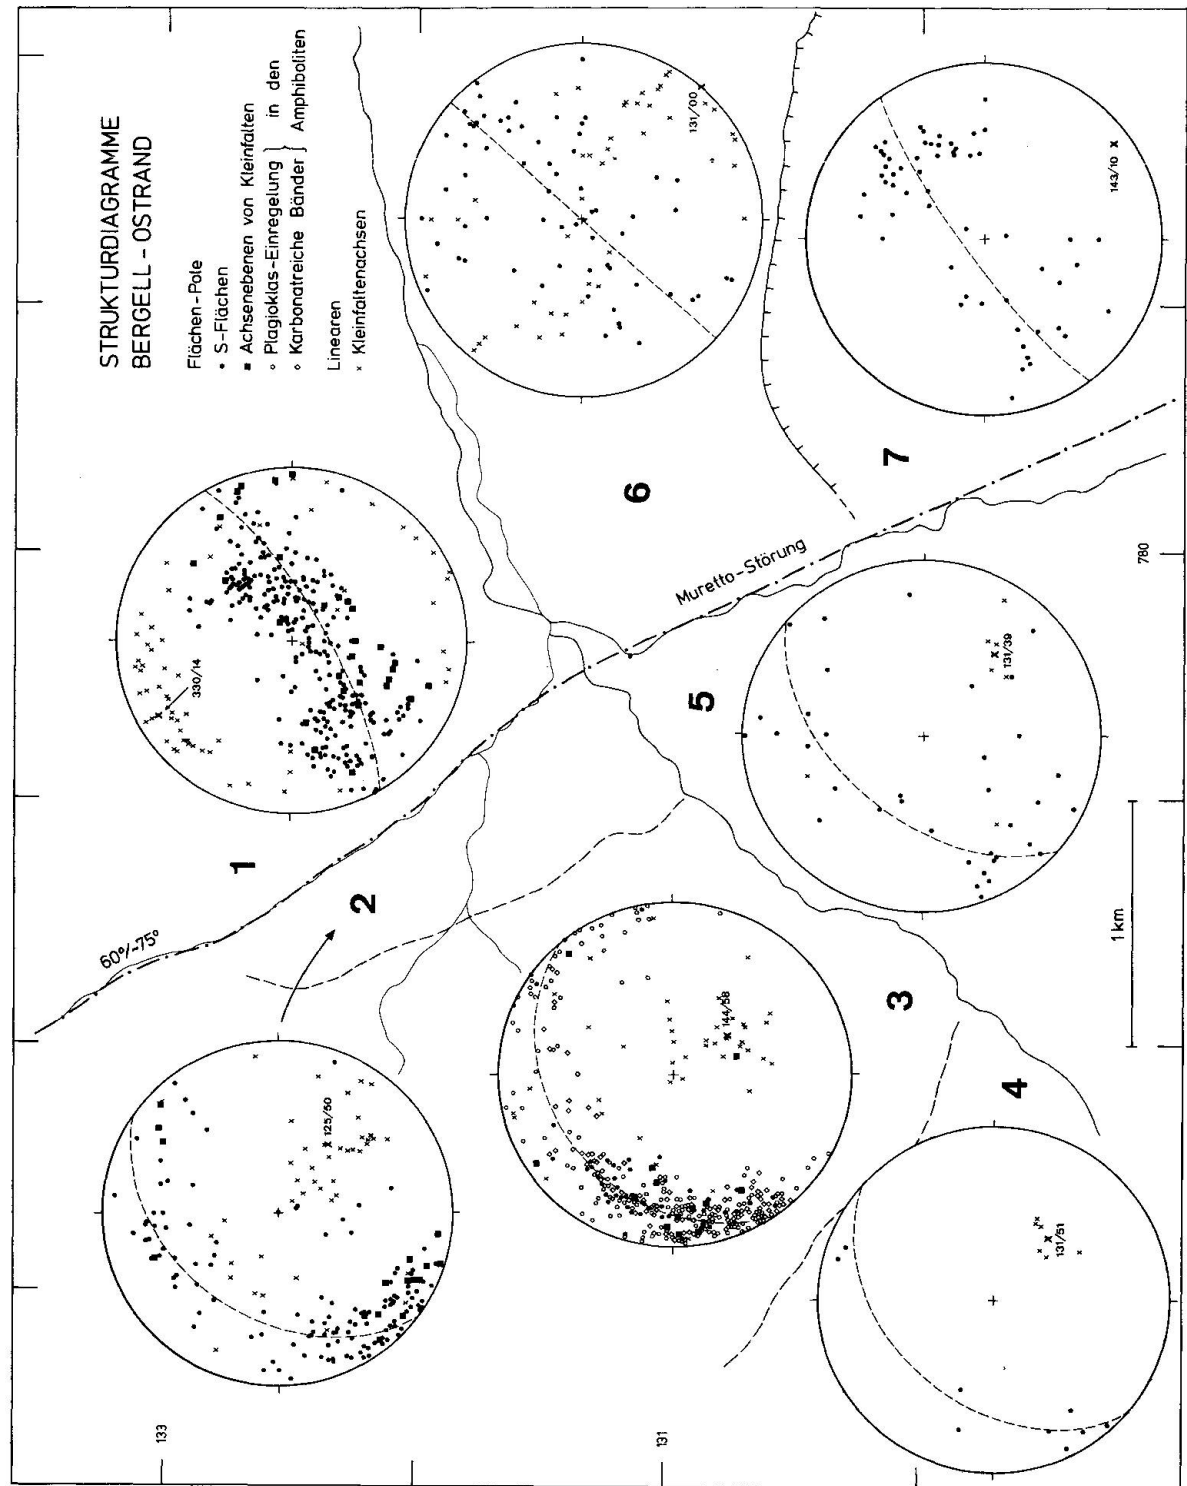 STRUKTURDIAGRAMME
BERGELL - OSTRAND
Flächen-Pole
• S-Flächen
▪ Achsenebenen von Kleinfalten
◦ Plagioklas-Einregelung } in den
◦ Karbonatreiche Bänder } Amphiboliten
Linearen
× Kleinfaltenachsen
330/14
131/00
143/10
1
2
3
4
5
6
7
60°/-75°
Muretto-Störung
125/50
144/58
131/39
131/51
133
131
780
1 km